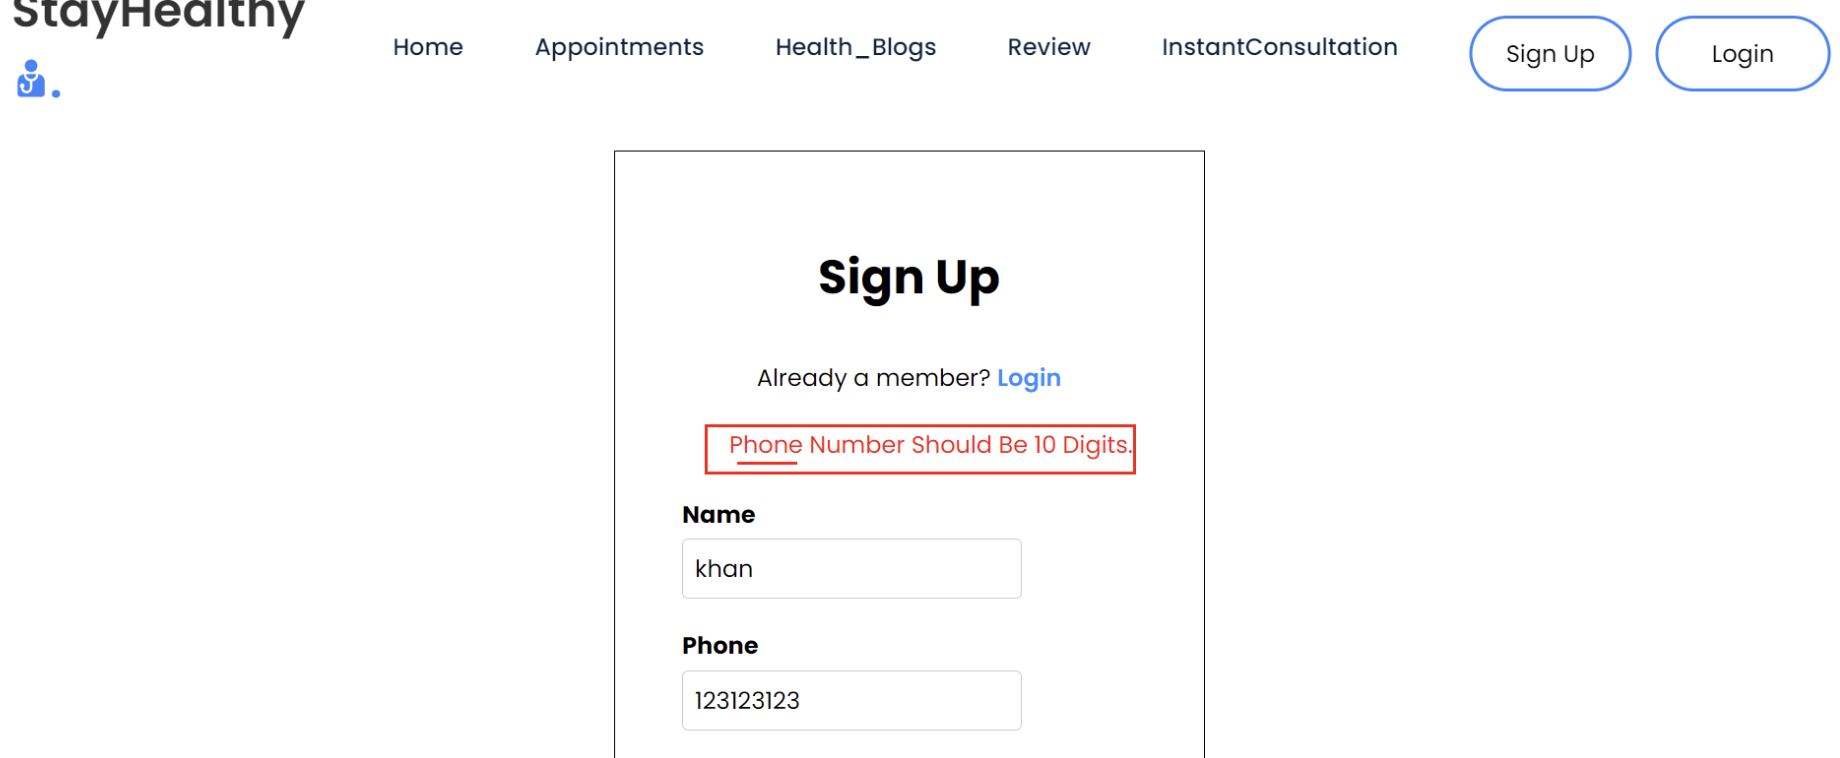 StayHealthy
Home Appointments Health_Blogs Review InstantConsultation Sign Up Login
Sign Up
Already a member? Login
Phone Number Should Be 10 Digits.
Name
khan
Phone
123123123